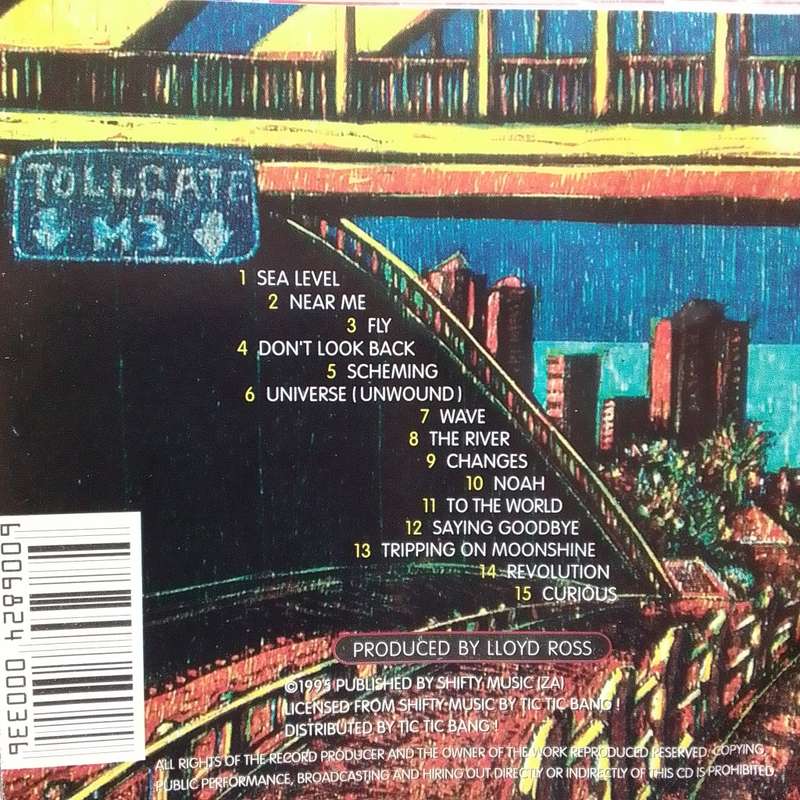 TOLLGATE
M3
1 SEA LEVEL
2 NEAR ME
3 FLY
4 DON'T LOOK BACK
5 SCHEMING
6 UNIVERSE (UNWOUND)
7 WAVE
8 THE RIVER
9 CHANGES
10 NOAH
11 TO THE WORLD
12 SAYING GOODBYE
13 TRIPPING ON MOONSHINE
14 REVOLUTION
15 CURIOUS
PRODUCED BY LLOYD ROSS
©1995 PUBLISHED BY SHIFTY MUSIC (ZA)
LICENSED FROM SHIFTY MUSIC BY TIC TIC BANG !
DISTRIBUTED BY TIC TIC BANG !
ALL RIGHTS OF THE RECORD PRODUCER AND THE OWNER OF THE WORK REPRODUCED RESERVED. COPYING,
PUBLIC PERFORMANCE, BROADCASTING AND HIRING OUT DIRECTLY OR INDIRECTLY OF THIS CD IS PROHIBITED.
6006824 000336